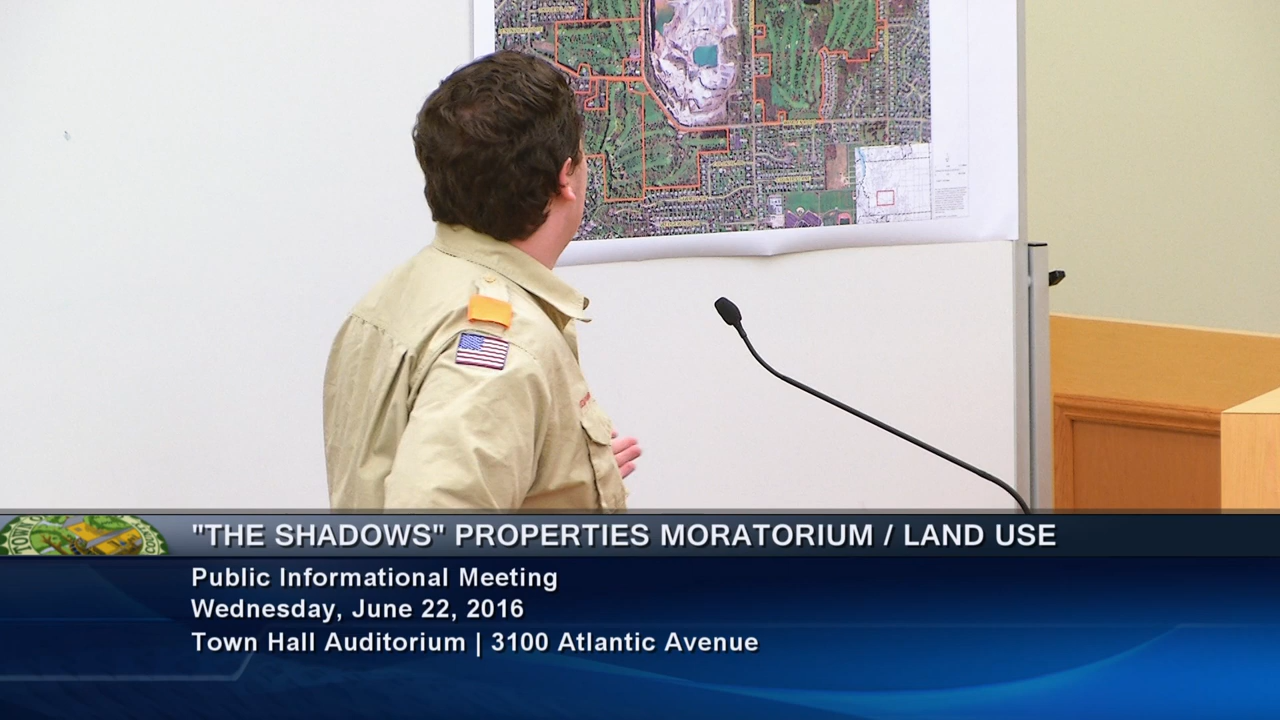 "THE SHADOWS" PROPERTIES MORATORIUM / LAND USE
Public Informational Meeting
Wednesday, June 22, 2016
Town Hall Auditorium | 3100 Atlantic Avenue